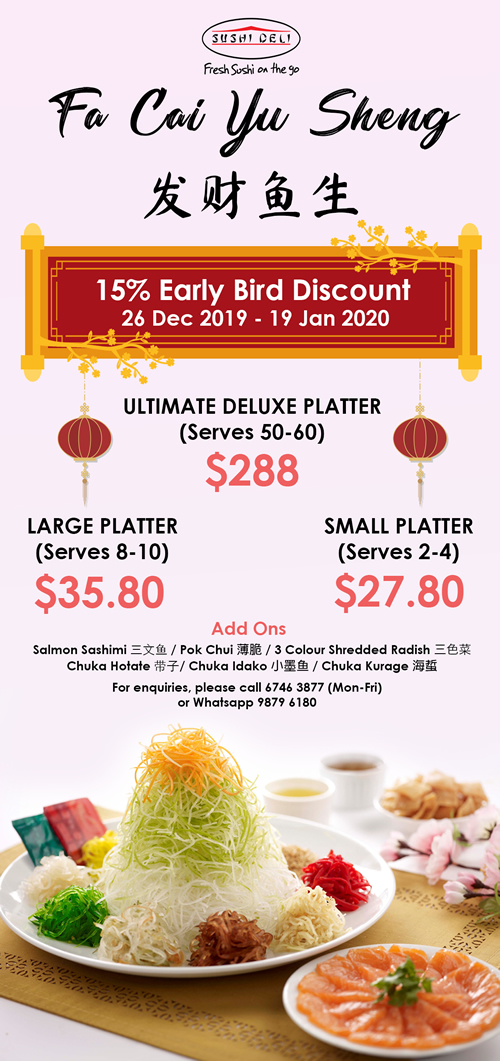 SUSHI DELI
Fresh Sushi on the go
Fa Cai Yu Sheng
发财鱼生
15% Early Bird Discount
26 Dec 2019 - 19 Jan 2020
ULTIMATE DELUXE PLATTER
(Serves 50-60)
$288
LARGE PLATTER
(Serves 8-10)
$35.80
SMALL PLATTER
(Serves 2-4)
$27.80
Add Ons
Salmon Sashimi 三文鱼 / Pok Chui 薄脆 / 3 Colour Shredded Radish 三色菜
Chuka Hotate 带子/ Chuka Idako 小墨鱼 / Chuka Kurage 海蜇
For enquiries, please call 6746 3877 (Mon-Fri)
or Whatsapp 9879 6180